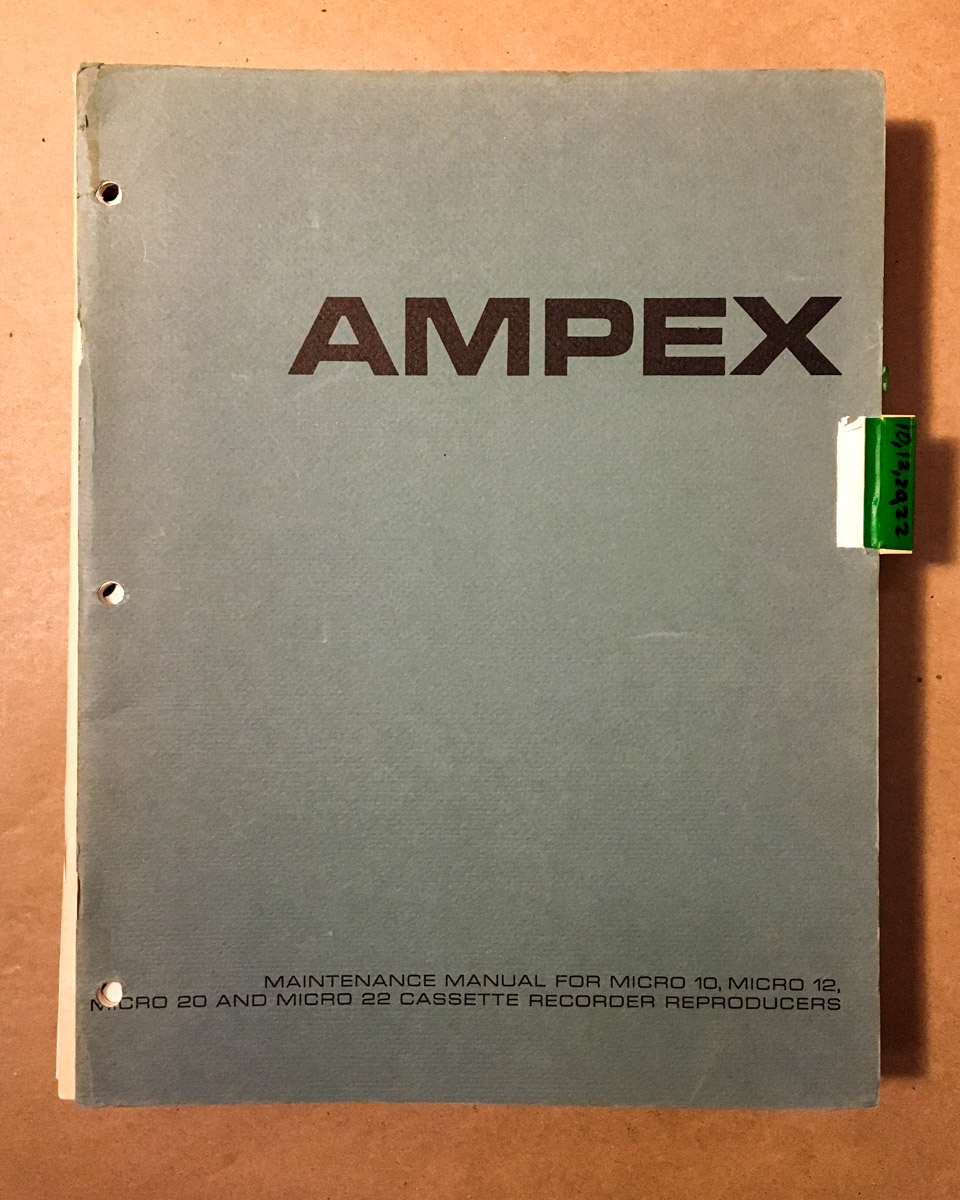 AMPEX
10, 12, 20, 22
MAINTENANCE MANUAL FOR MICRO 10, MICRO 12,
MICRO 20 AND MICRO 22 CASSETTE RECORDER REPRODUCERS